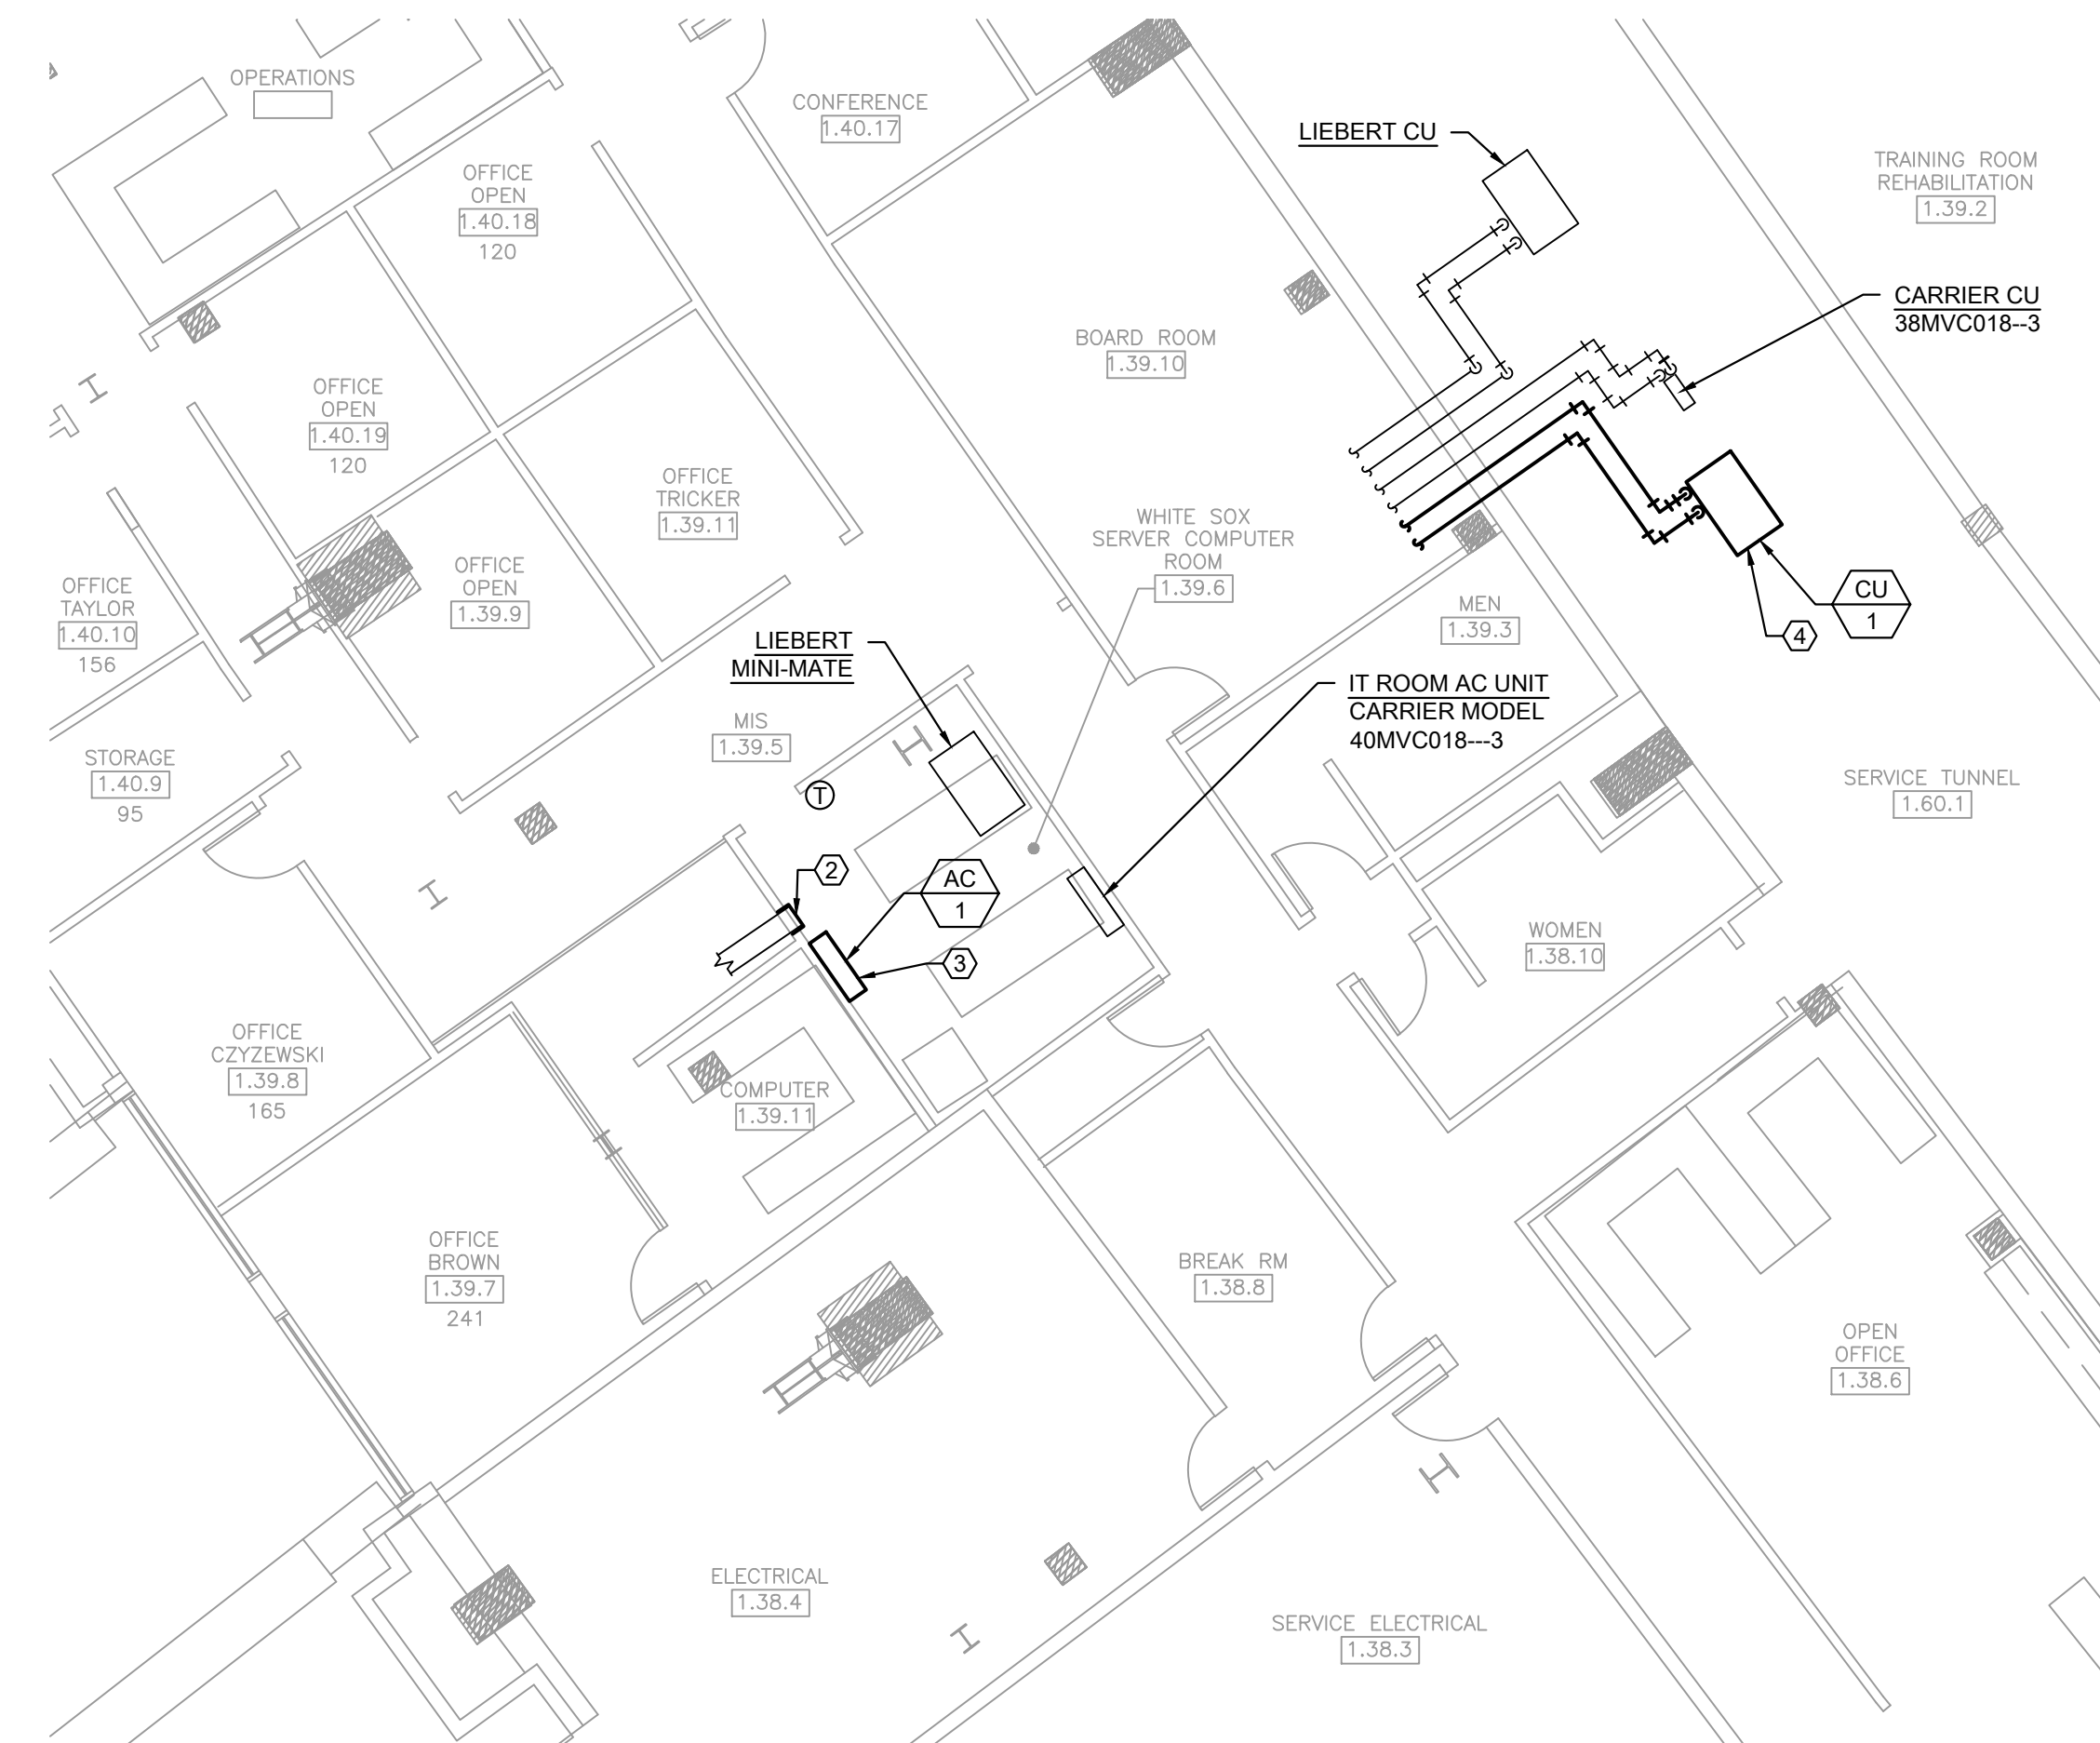 OPERATIONS
CONFERENCE
1.40.17
LIEBERT CU
TRAINING ROOM
REHABILITATION
1.39.2
OFFICE
OPEN
1.40.18
120
CARRIER CU
38MVC018--3
BOARD ROOM
1.39.10
OFFICE
OPEN
1.40.19
120
OFFICE
TRICKER
1.39.11
WHITE SOX
SERVER COMPUTER
ROOM
1.39.6
OFFICE
OPEN
1.39.9
OFFICE
TAYLOR
1.40.10
156
MEN
1.39.3
CU
1
4
LIEBERT
MINI-MATE
IT ROOM AC UNIT
CARRIER MODEL
40MVC018---3
MIS
1.39.5
STORAGE
1.40.9
95
T
SERVICE TUNNEL
1.60.1
2
AC
1
3
WOMEN
1.38.10
OFFICE
CZYZEWSKI
1.39.8
165
COMPUTER
1.39.11
OFFICE
BROWN
1.39.7
241
BREAK RM
1.38.8
OPEN
OFFICE
1.38.6
ELECTRICAL
1.38.4
SERVICE ELECTRICAL
1.38.3